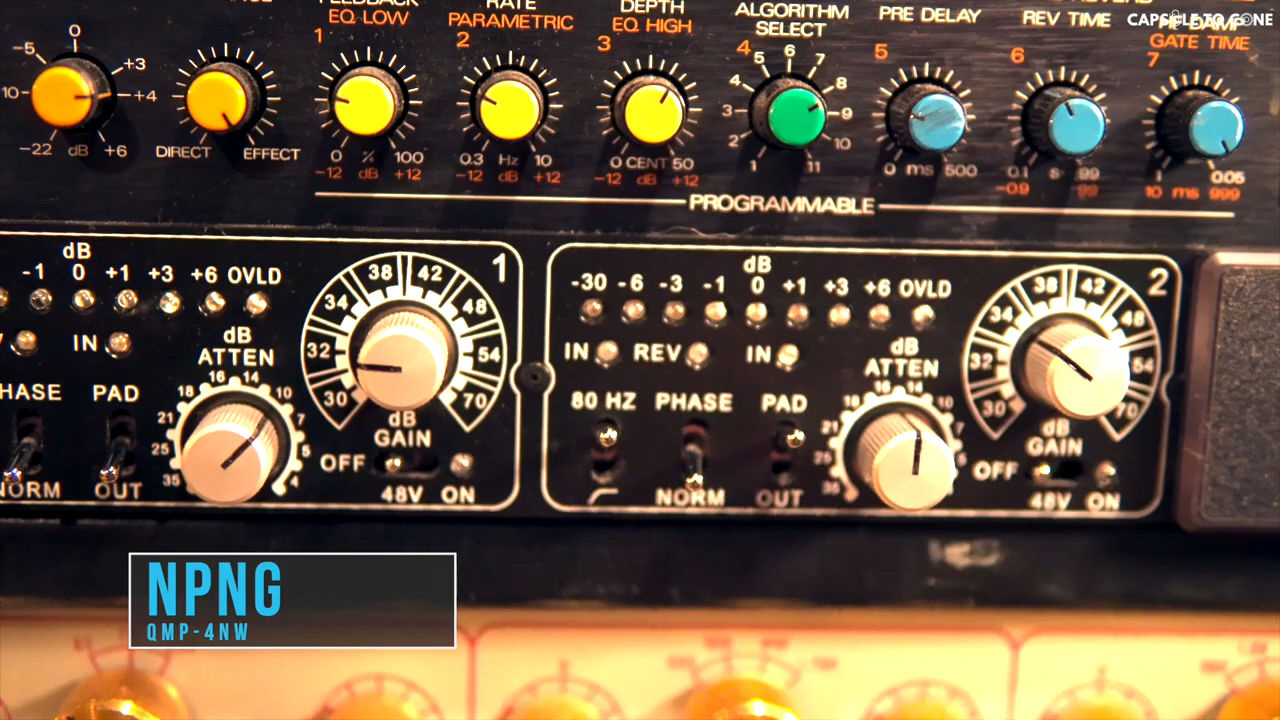 FEEDBACK RATE DEPTH ALGORITHM SELECT PRE DELAY REV TIME
EQ LOW PARAMETRIC EQ HIGH GATE TIME
CAPSULE TO CONE
1 2 3 4 5 6 7
-5 0 +3
-10 +4
-22 dB +6
DIRECT EFFECT
0 % 100
-12 dB +12
0.3 Hz 10
-12 dB +12
0 CENT 50
-12 dB +12
1 2 3 4 5 6 7 8 9 10 11
0 ms 500
0.1 s 99
-0.9 99
1 0.05
10 ms 999
PROGRAMMABLE
dB
-1 0 +1 +3 +6 OVLD
IN
PHASE PAD
NORM OUT
dB
ATTEN
35 25 21 18 16 14 10 7 5 4
30 32 34 38 42 48 54 70
1
dB
GAIN
OFF 48V ON
dB
-30 -6 -3 -1 0 +1 +3 +6 OVLD
IN REV IN
80 HZ PHASE PAD
NORM OUT
dB
ATTEN
35 25 21 18 16 14 10 7
30 32 34 38 42 48 54 70
2
dB
GAIN
OFF 48V ON
NPNG
QMP-4NW